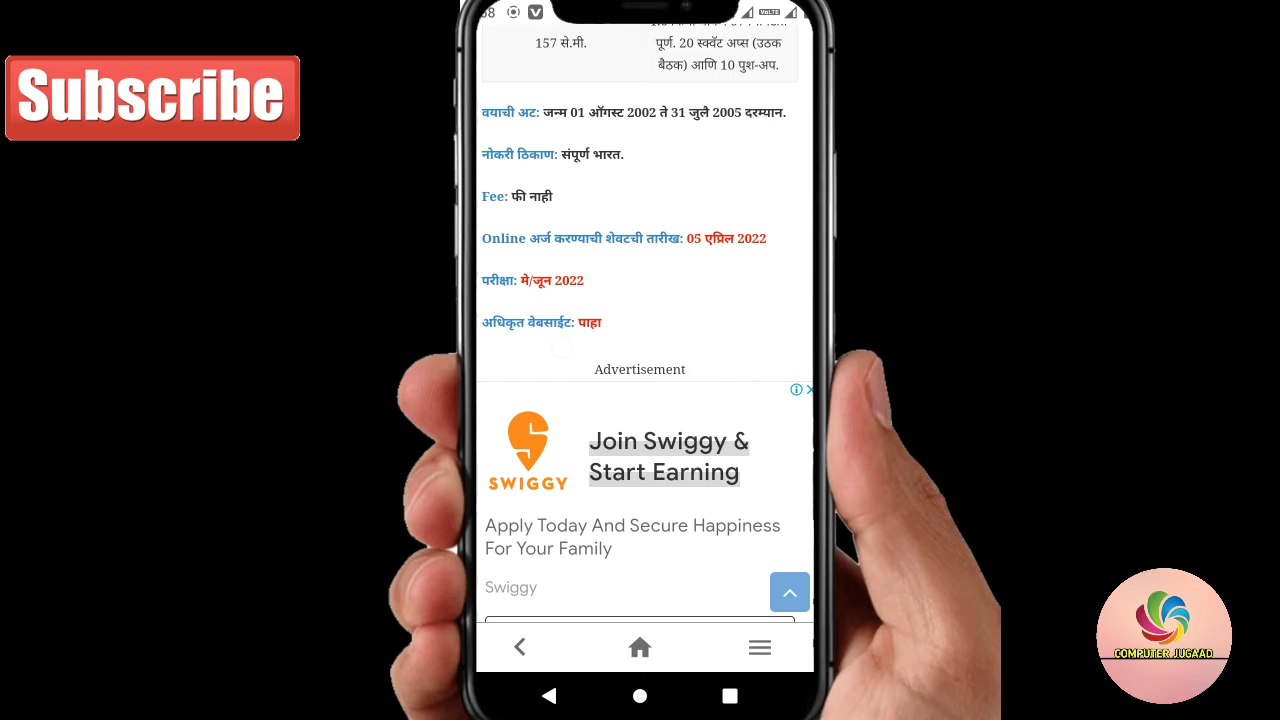 Subscribe
VOLTE
157 से.मी.
पूर्ण. 20 स्क्वॅट अप्स (उठक
बैठक) आणि 10 पुश-अप.
वयाची अट: जन्म 01 ऑगस्ट 2002 ते 31 जुलै 2005 दरम्यान.
नोकरी ठिकाण: संपूर्ण भारत.
Fee: फी नाही
Online अर्ज करण्याची शेवटची तारीख: 05 एप्रिल 2022
परीक्षा: मे/जून 2022
अधिकृत वेबसाईट: पाहा
Advertisement
SWIGGY
Join Swiggy &
Start Earning
Apply Today And Secure Happiness
For Your Family
Swiggy
COMPUTER JUGAAD